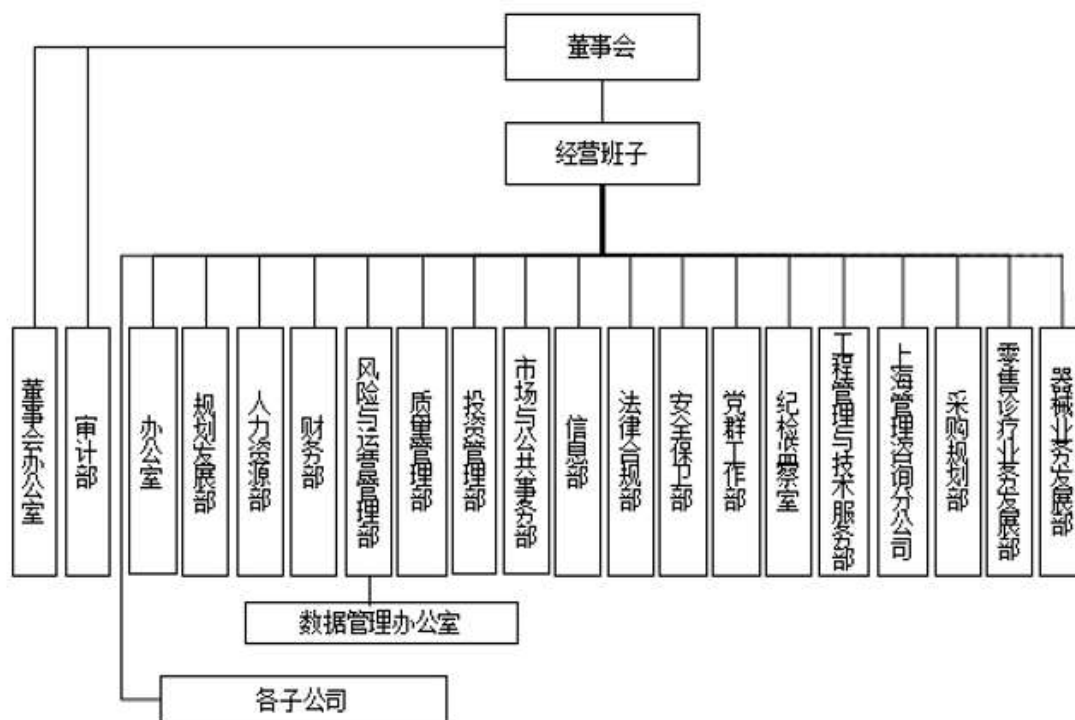 董事会
经营班子
董事会办公室
审计部
办公室
规划发展部
人力资源部
财务部
风险与运营管理部
质量管理部
投资管理部
市场与公共事务部
信息部
法律合规部
安全保卫部
党群工作部
纪检监察室
工程管理与技术服务部
上海管理咨询分公司
采购规划部
零售诊疗业务发展部
器械业务发展部
数据管理办公室
各子公司